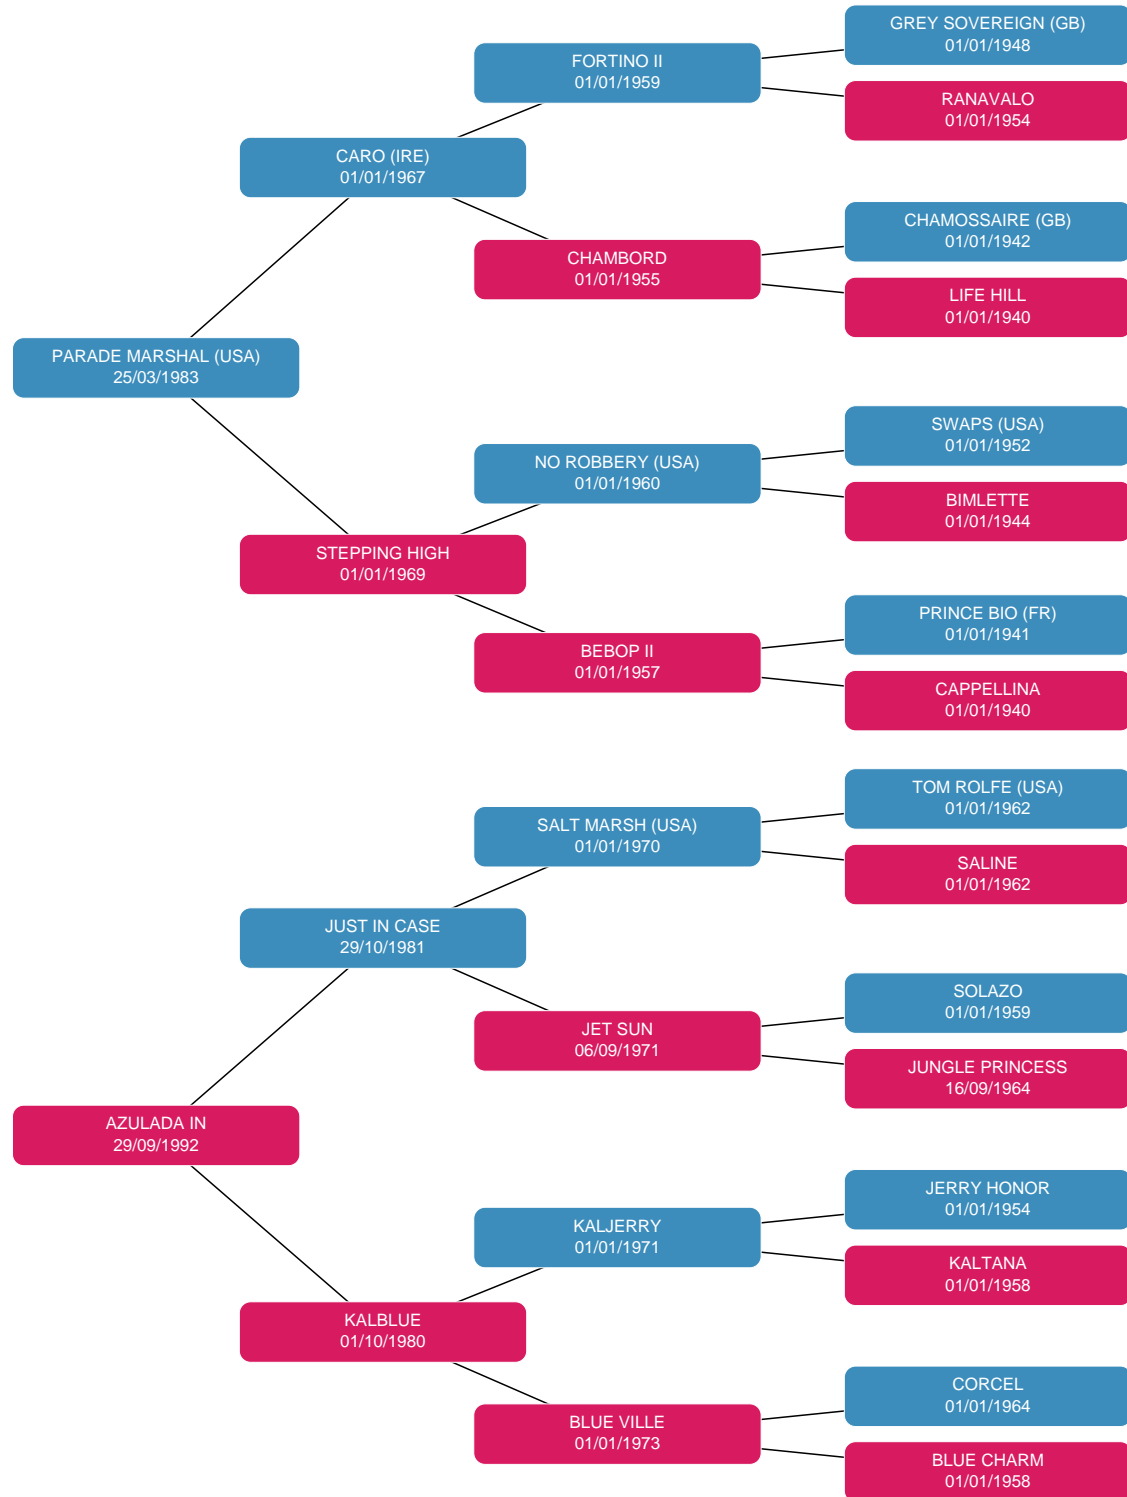 GREY SOVEREIGN (GB)
01/01/1948
FORTINO II
01/01/1959
RANAVALO
01/01/1954
CARO (IRE)
01/01/1967
CHAMOSSAIRE (GB)
01/01/1942
CHAMBORD
01/01/1955
LIFE HILL
01/01/1940
PARADE MARSHAL (USA)
25/03/1983
SWAPS (USA)
01/01/1952
NO ROBBERY (USA)
01/01/1960
BIMLETTE
01/01/1944
STEPPING HIGH
01/01/1969
PRINCE BIO (FR)
01/01/1941
BEBOP II
01/01/1957
CAPPELLINA
01/01/1940
TOM ROLFE (USA)
01/01/1962
SALT MARSH (USA)
01/01/1970
SALINE
01/01/1962
JUST IN CASE
29/10/1981
SOLAZO
01/01/1959
JET SUN
06/09/1971
JUNGLE PRINCESS
16/09/1964
AZULADA IN
29/09/1992
JERRY HONOR
01/01/1954
KALJERRY
01/01/1971
KALTANA
01/01/1958
KALBLUE
01/10/1980
CORCEL
01/01/1964
BLUE VILLE
01/01/1973
BLUE CHARM
01/01/1958